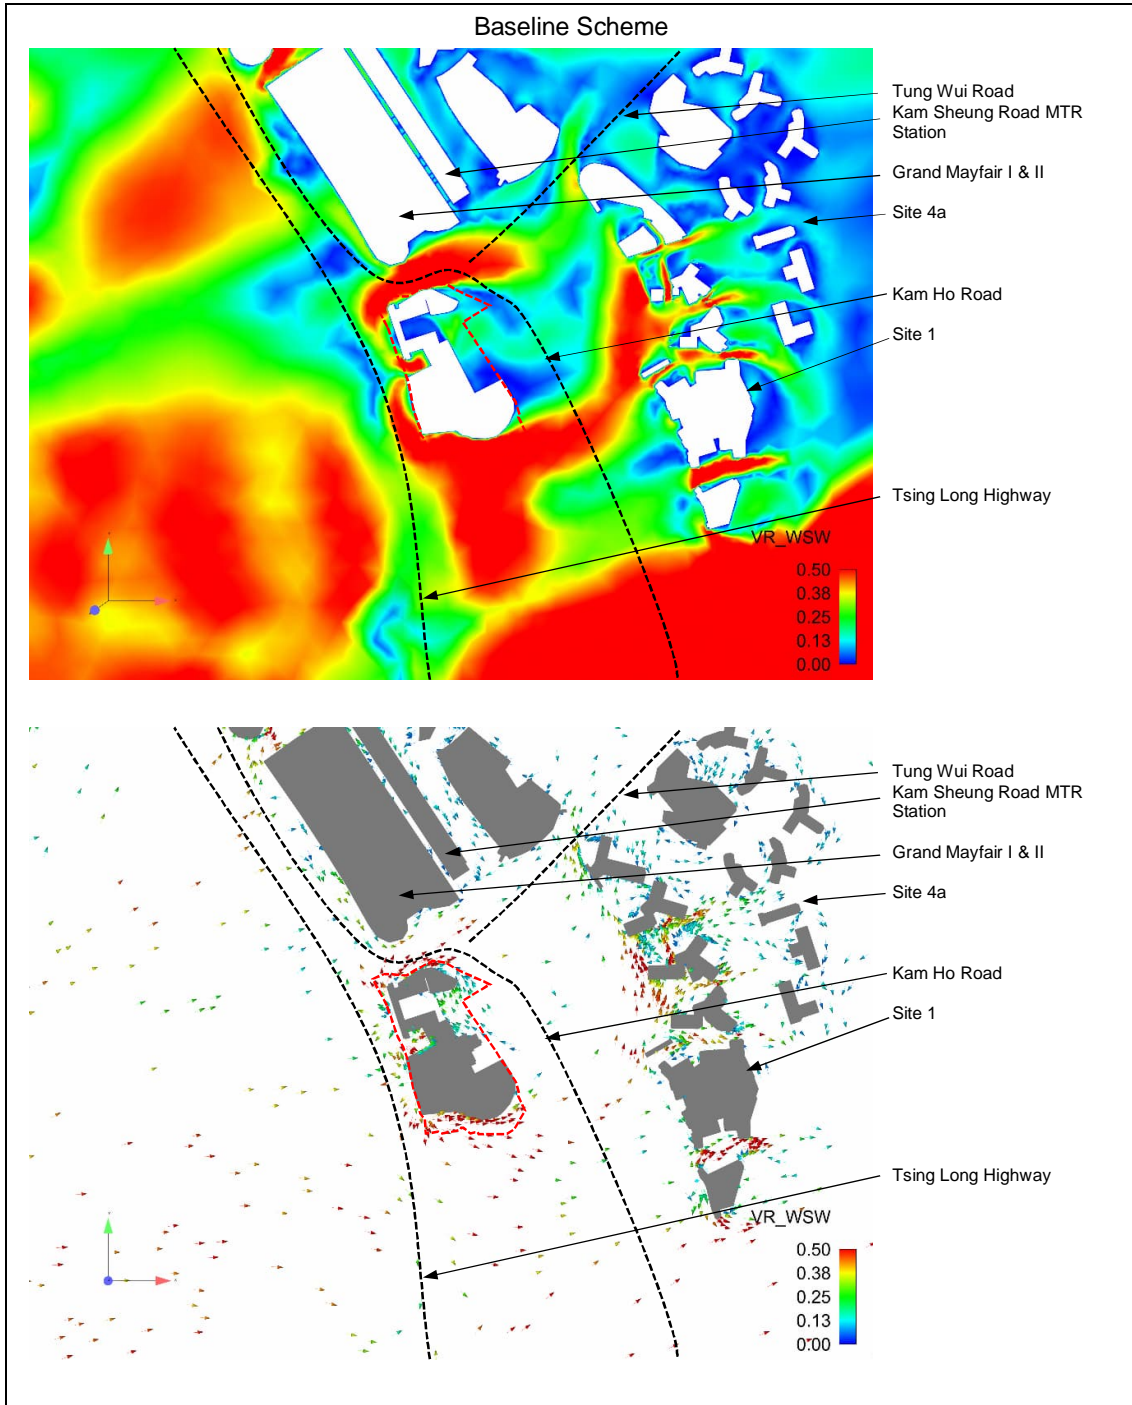 Baseline Scheme
Tung Wui Road
Kam Sheung Road MTR
Station
Grand Mayfair I & II
Site 4a
Kam Ho Road
Site 1
Tsing Long Highway
VR_WSW
0.50
0.38
0.25
0.13
0.00
Tung Wui Road
Kam Sheung Road MTR
Station
Grand Mayfair I & II
Site 4a
Kam Ho Road
Site 1
Tsing Long Highway
VR_WSW
0.50
0.38
0.25
0.13
0.00